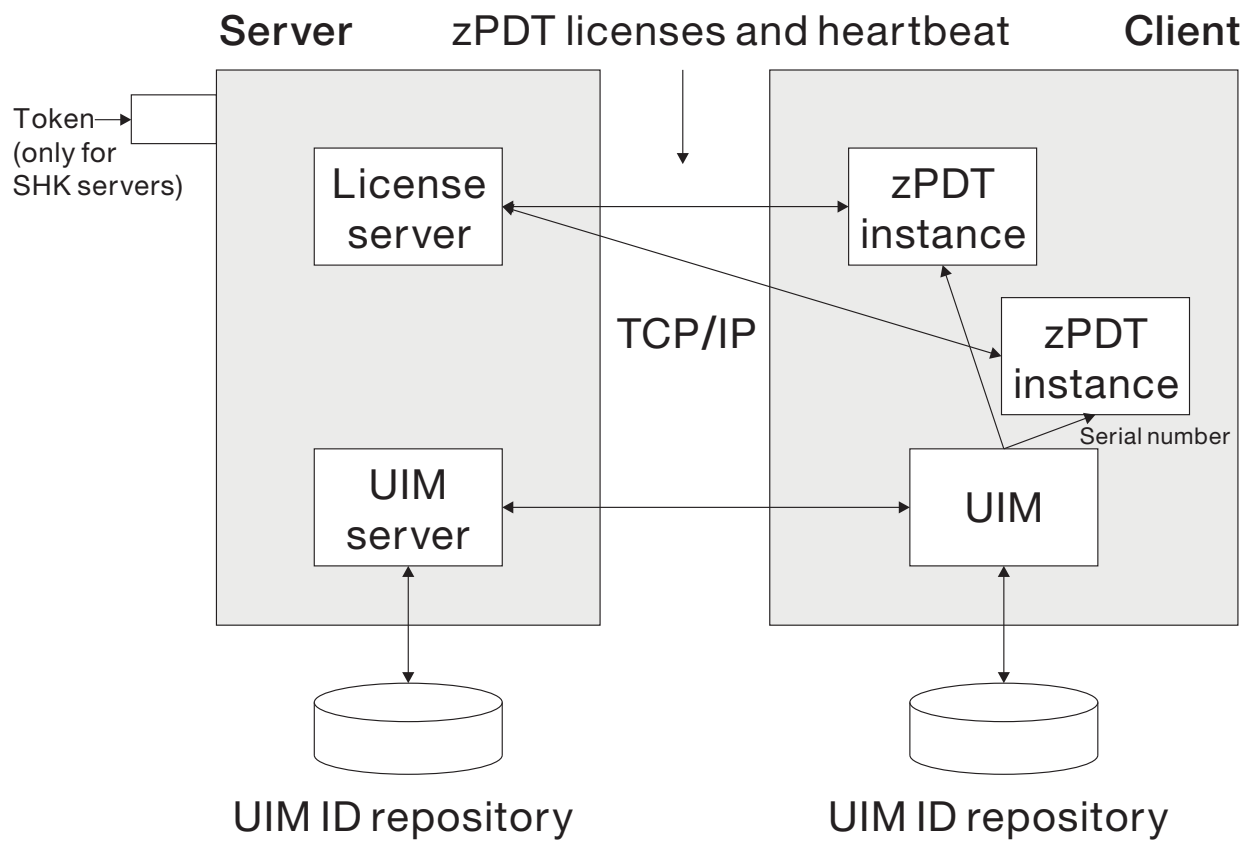 Server
zPDT licenses and heartbeat
Client
Token
(only for
SHK servers)
License
server
zPDT
instance
TCP/IP
zPDT
instance
Serial number
UIM
server
UIM
UIM ID repository
UIM ID repository